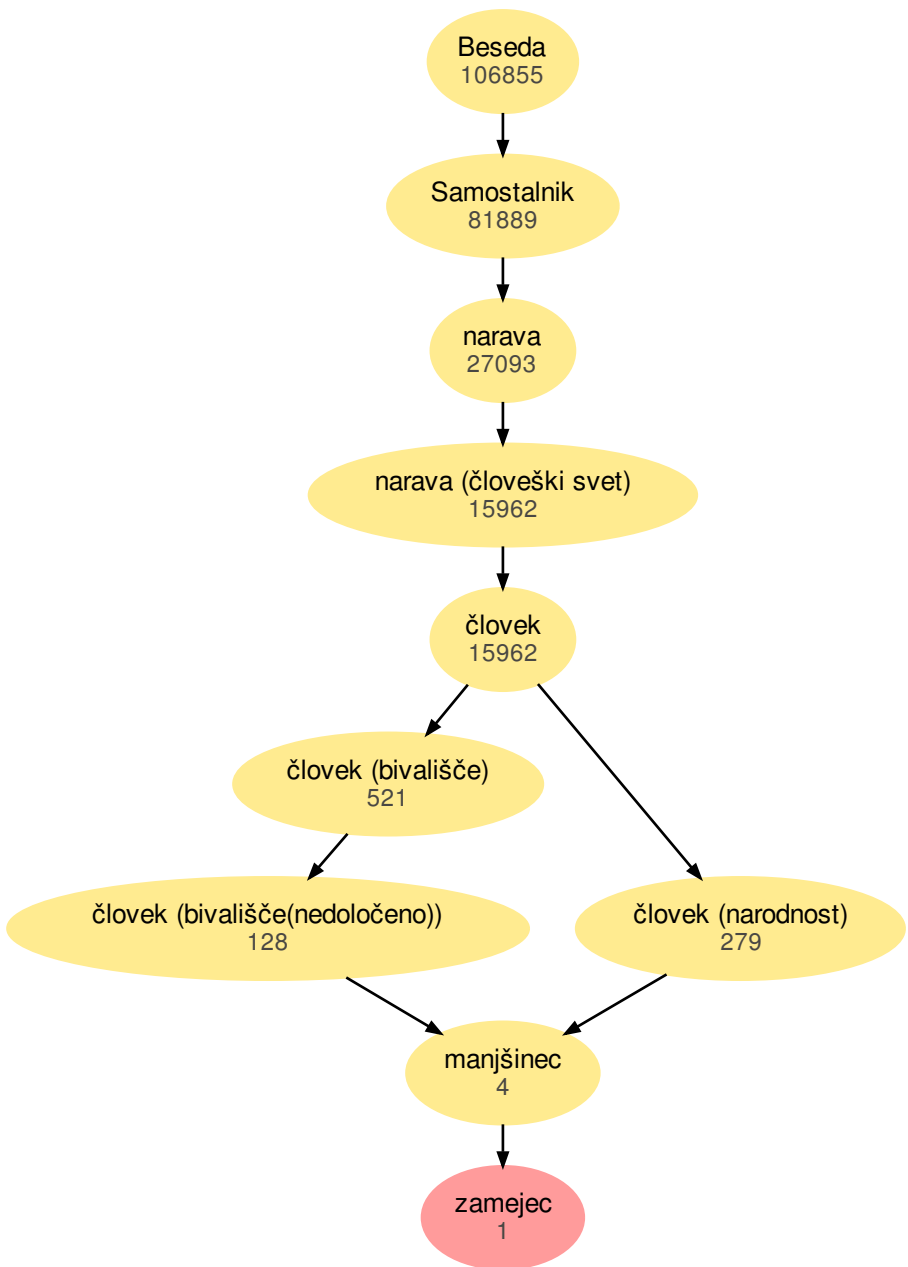 Beseda
106855
Samostalnik
81889
narava
27093
narava (človeški svet)
15962
človek
15962
človek (bivališče)
521
človek (bivališče(nedoločeno))
128
človek (narodnost)
279
manjšinec
4
zamejec
1